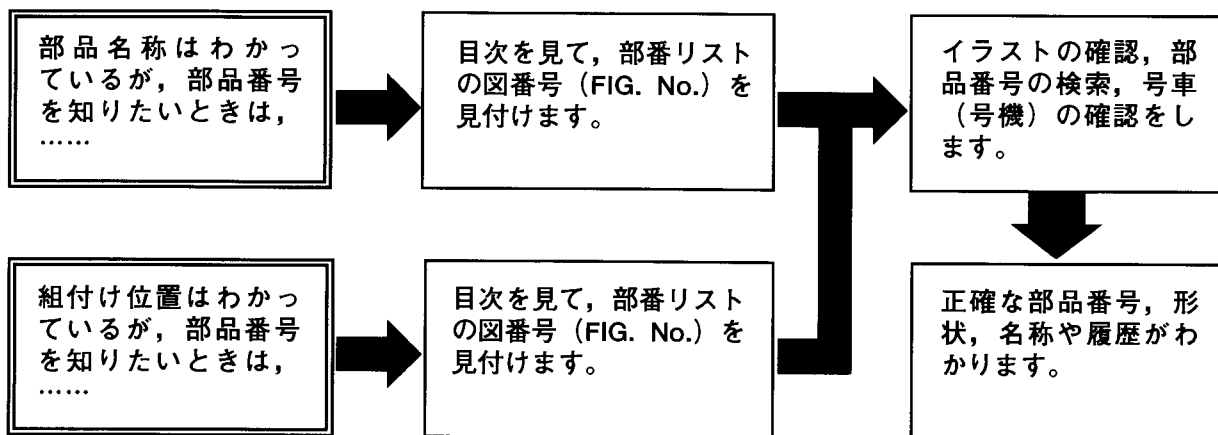 部品名称はわかっ
ているが，部品番号
を知りたいときは，
……
目次を見て，部番リスト
の図番号（FIG. No.）を
見付けます。
イラストの確認，部
品番号の検索，号車
（号機）の確認をし
ます。
組付け位置はわかっ
ているが，部品番号
を知りたいときは，
……
目次を見て，部番リスト
の図番号（FIG. No.）を
見付けます。
正確な部品番号，形
状，名称や履歴がわ
かります。